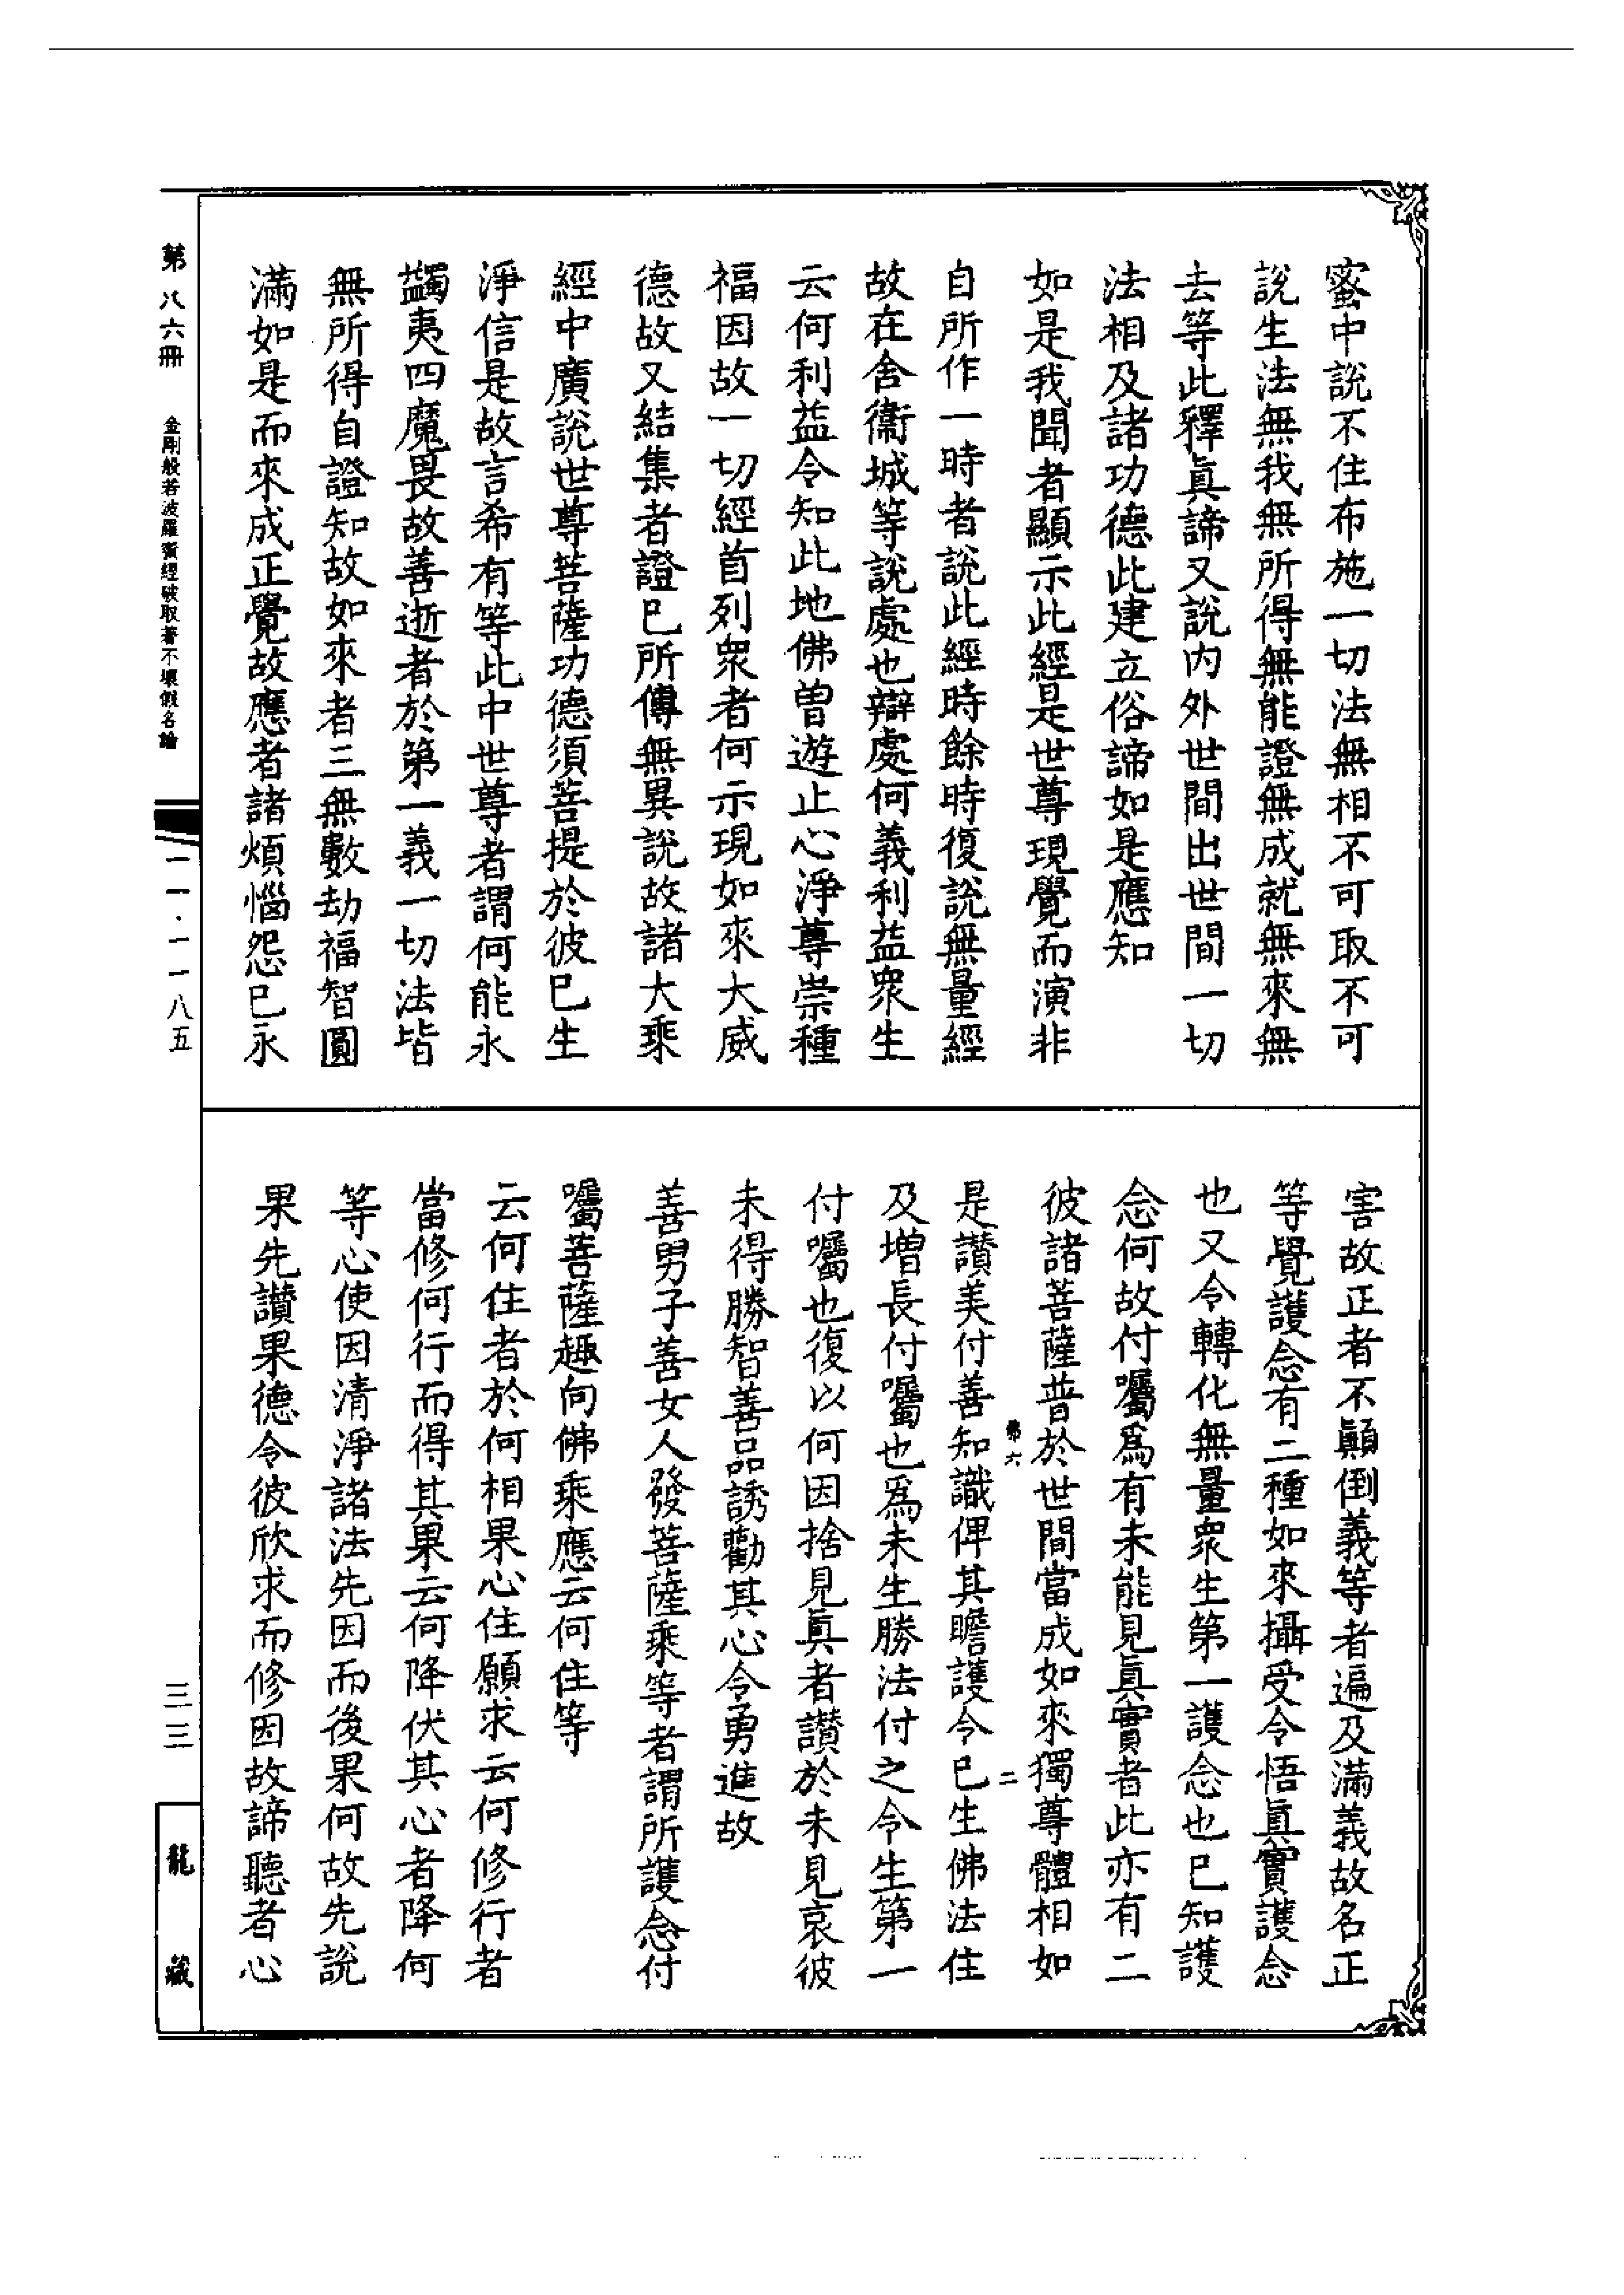 蜜中說不住布施一切法無相不可取不可
說生法無我無所得無能證無成就無來無
去等此釋眞諦又說內外世間出世間一切
法相及諸功德此建立俗諦如是應知
如是我聞者顯示此經是世尊現覺而演非
自所作一時者說此經時餘時復說無量經
故在舍衞城等說處也辯處何義利益衆生
云何利益令知此地佛曾遊止心淨尊崇種
福因故一切經首列衆者何示現如來大威
德故又結集者證已所傳無異說故諸大乘
經中廣說世尊菩薩功德須菩提於彼已生
淨信是故言希有等此中世尊者謂何能永
蠲夷四魔畏故善逝者於第一義一切法皆
無所得自證知故如來者三無數劫福智圓
滿如是而來成正覺故應者諸煩惱怨已永
害故正者不顚倒義等者遍及滿義故名正
等覺護念有二種如來攝受令悟眞實護念
也又令轉化無量衆生第一護念也已知護
念何故付囑爲有未能見眞實者此亦有二
彼諸菩薩普於世間當成如來獨尊體相如
是讃美付善知識俾其瞻護令已生佛法住
及增長付囑也爲未生勝法付之令生第一
付囑也復以何因捨見眞者讃於未見哀彼
未得勝智善品誘勸其心令勇進故
善男子善女人發菩薩乘等者謂所護念付
囑菩薩趣向佛乘應云何住等
云何住者於何相果心住願求云何修行者
當修何行而得其果云何降伏其心者降何
等心使因清淨諸法先因而後果何故先說
果先讃果德令彼欣求而修因故諦聽者心
第八六冊
金剛般若波羅蜜經破取著不壞假名論
一一·一一八五
三三
龍藏